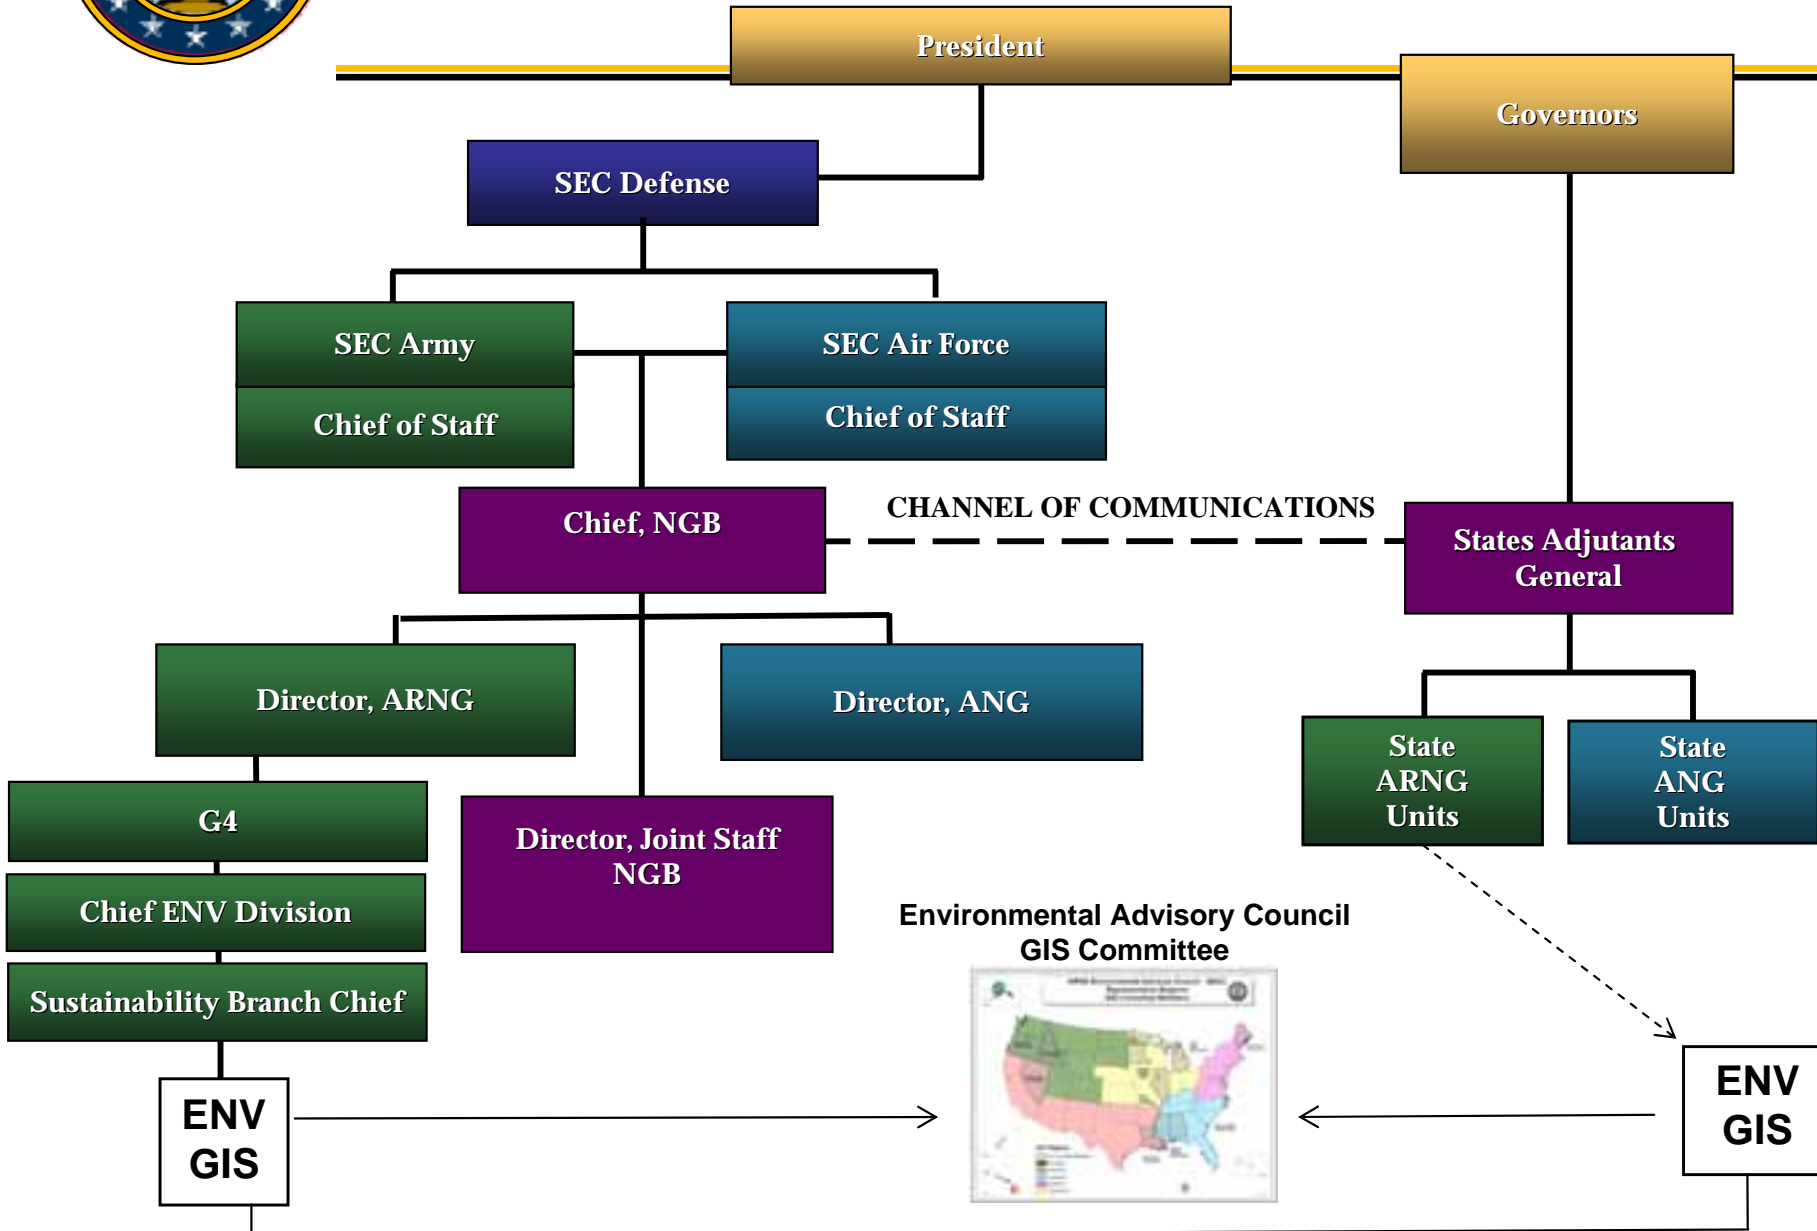 President
Governors
SEC Defense
SEC Army
SEC Air Force
Chief of Staff
Chief of Staff
Chief, NGB
CHANNEL OF COMMUNICATIONS
States Adjutants
General
Director, ARNG
Director, ANG
State
ARNG
Units
State
ANG
Units
G4
Director, Joint Staff
NGB
Chief ENV Division
Sustainability Branch Chief
Environmental Advisory Council
GIS Committee
ENV
GIS
ENV
GIS